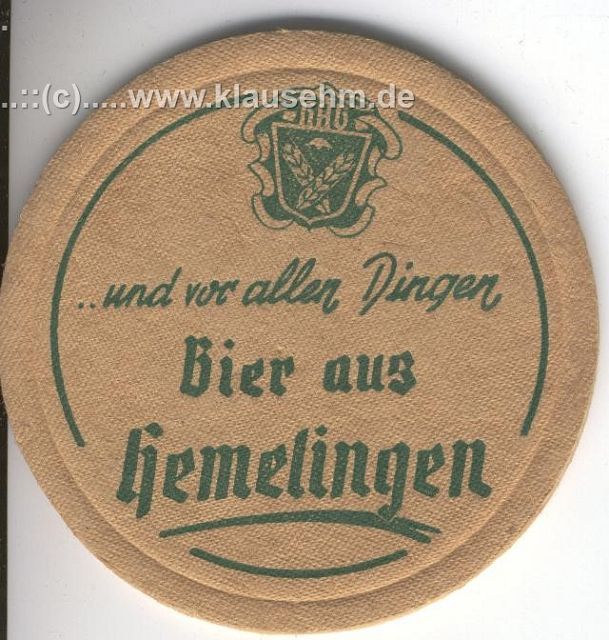 ..::(c).....www.klausehm.de
..und vor allen Dingen
Bier aus
Hemelingen